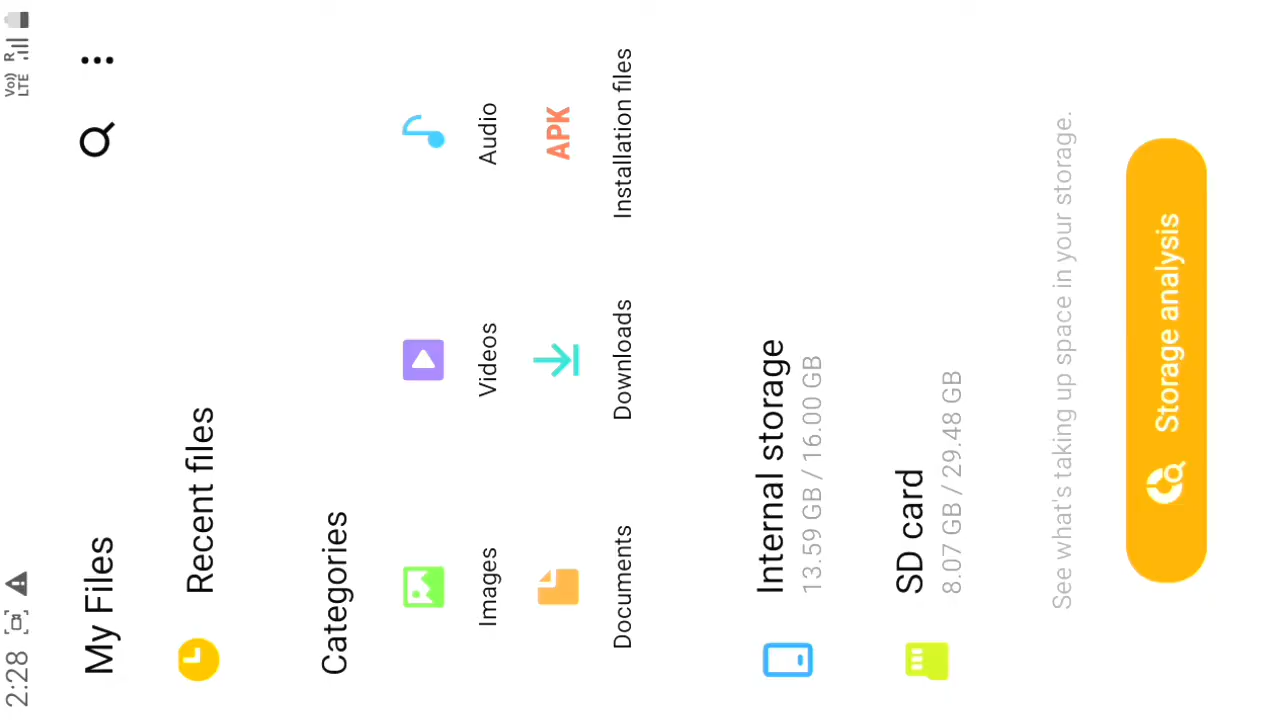 2:28
Vo)) LTE R
My Files
Recent files
Categories
Images
Videos
Audio
Documents
Downloads
APK
Installation files
Internal storage
13.59 GB / 16.00 GB
SD card
8.07 GB / 29.48 GB
See what's taking up space in your storage.
Storage analysis